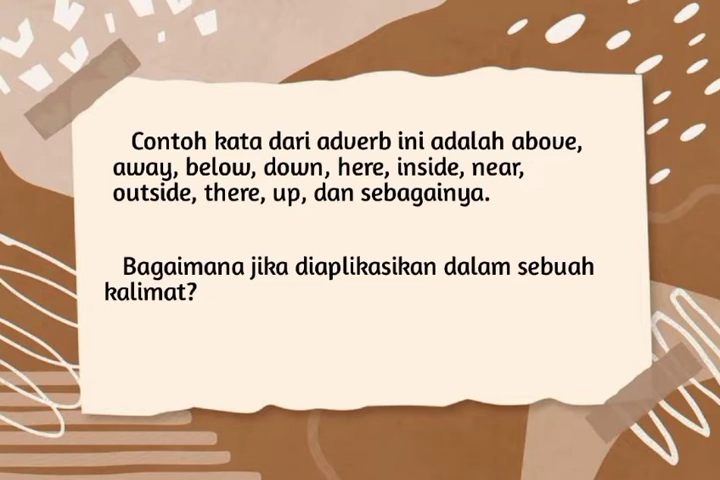 Contoh kata dari adverb ini adalah above,
away, below, down, here, inside, near,
outside, there, up, dan sebagainya.
Bagaimana jika diaplikasikan dalam sebuah
kalimat?